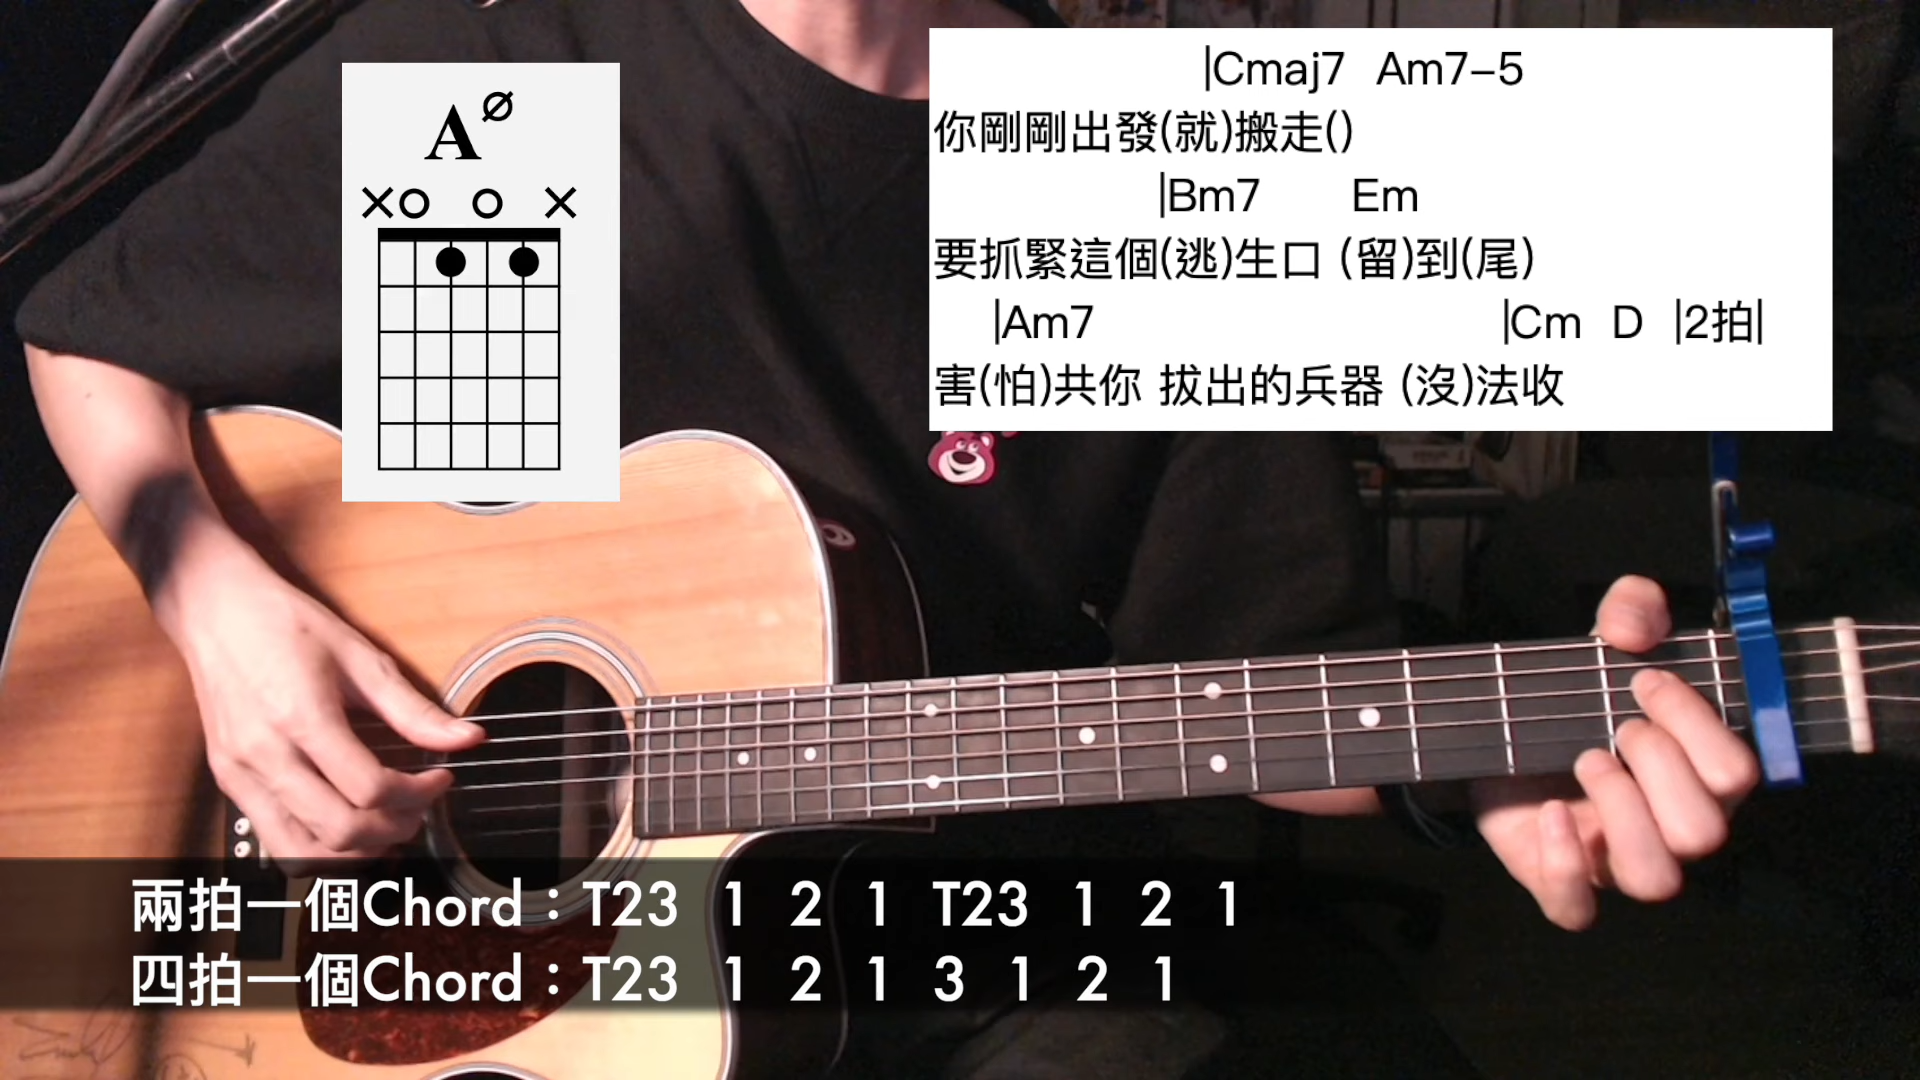 Aø
|Cmaj7 Am7-5
你剛剛出發(就)搬走()
|Bm7 Em
要抓緊這個(逃)生口 (留)到(尾)
|Am7 |Cm D |2拍|
害(怕)共你 拔出的兵器 (沒)法收
兩拍一個Chord：T23 1 2 1 T23 1 2 1
四拍一個Chord：T23 1 2 1 3 1 2 1